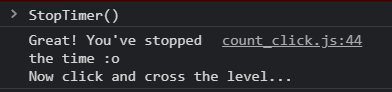 > StopTimer()
Great! You've stopped count_click.js:44
the time :o
Now click and cross the level...